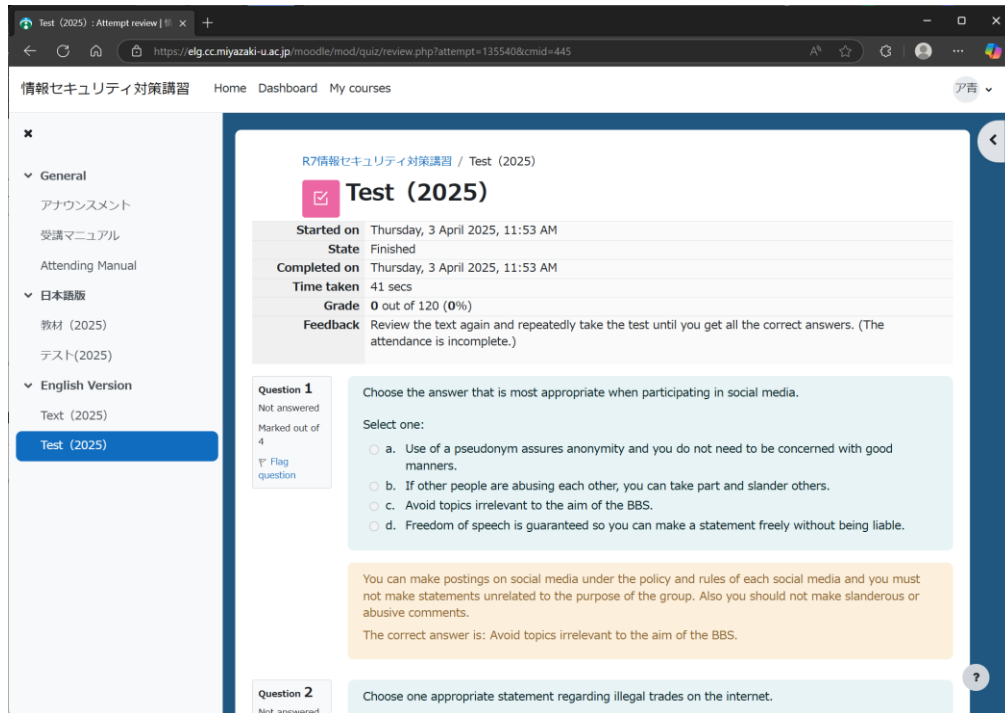 Test（2025）: Attempt review | 情
https://elg.cc.miyazaki-u.ac.jp/moodle/mod/quiz/review.php?attempt=135540&cmid=445
情報セキュリティ対策講習 Home Dashboard My courses ア青
General
アナウンスメント
受講マニュアル
Attending Manual
日本語版
教材（2025）
テスト(2025)
English Version
Text（2025）
Test（2025）
R7情報セキュリティ対策講習 / Test（2025）
Test（2025）
Started on Thursday, 3 April 2025, 11:53 AM
State Finished
Completed on Thursday, 3 April 2025, 11:53 AM
Time taken 41 secs
Grade 0 out of 120 (0%)
Feedback Review the text again and repeatedly take the test until you get all the correct answers. (The
attendance is incomplete.)
Question 1
Not answered
Marked out of
4
Flag
question
Choose the answer that is most appropriate when participating in social media.
Select one:
a. Use of a pseudonym assures anonymity and you do not need to be concerned with good
manners.
b. If other people are abusing each other, you can take part and slander others.
c. Avoid topics irrelevant to the aim of the BBS.
d. Freedom of speech is guaranteed so you can make a statement freely without being liable.
You can make postings on social media under the policy and rules of each social media and you must
not make statements unrelated to the purpose of the group. Also you should not make slanderous or
abusive comments.
The correct answer is: Avoid topics irrelevant to the aim of the BBS.
Question 2
Not answered
Choose one appropriate statement regarding illegal trades on the internet.
?